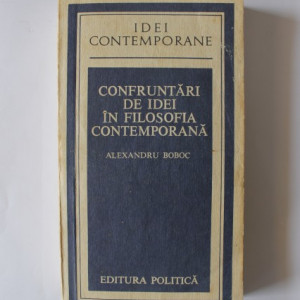 IDEI
CONTEMPORANE
CONFRUNTĂRI
DE IDEI
ÎN FILOSOFIA
CONTEMPORANĂ
ALEXANDRU BOBOC
EDITURA POLITICĂ